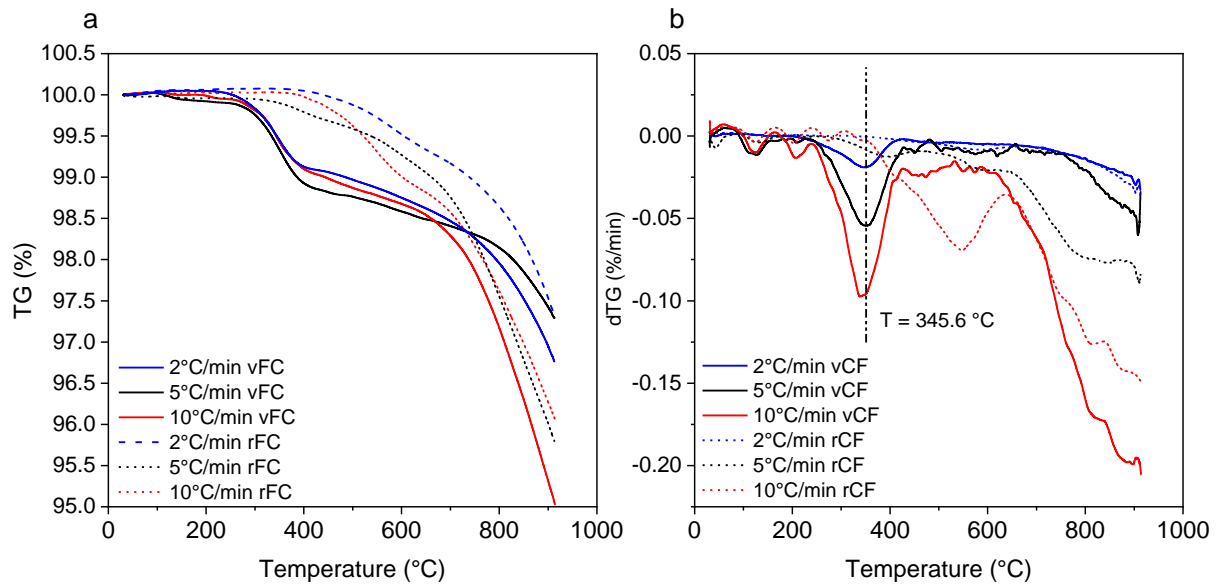 a
100.5
100.0
99.5
99.0
98.5
98.0
97.5
97.0
96.5
96.0
95.5
95.0
TG (%)
2°C/min vFC
5°C/min vFC
10°C/min vFC
2°C/min rFC
5°C/min rFC
10°C/min rFC
0 200 400 600 800 1000
Temperature (°C)
b
0.05
0.00
-0.05
-0.10
-0.15
-0.20
dTG (%/min)
T = 345.6 °C
2°C/min vCF
5°C/min vCF
10°C/min vCF
2°C/min rCF
5°C/min rCF
10°C/min rCF
0 200 400 600 800 1000
Temperature (°C)